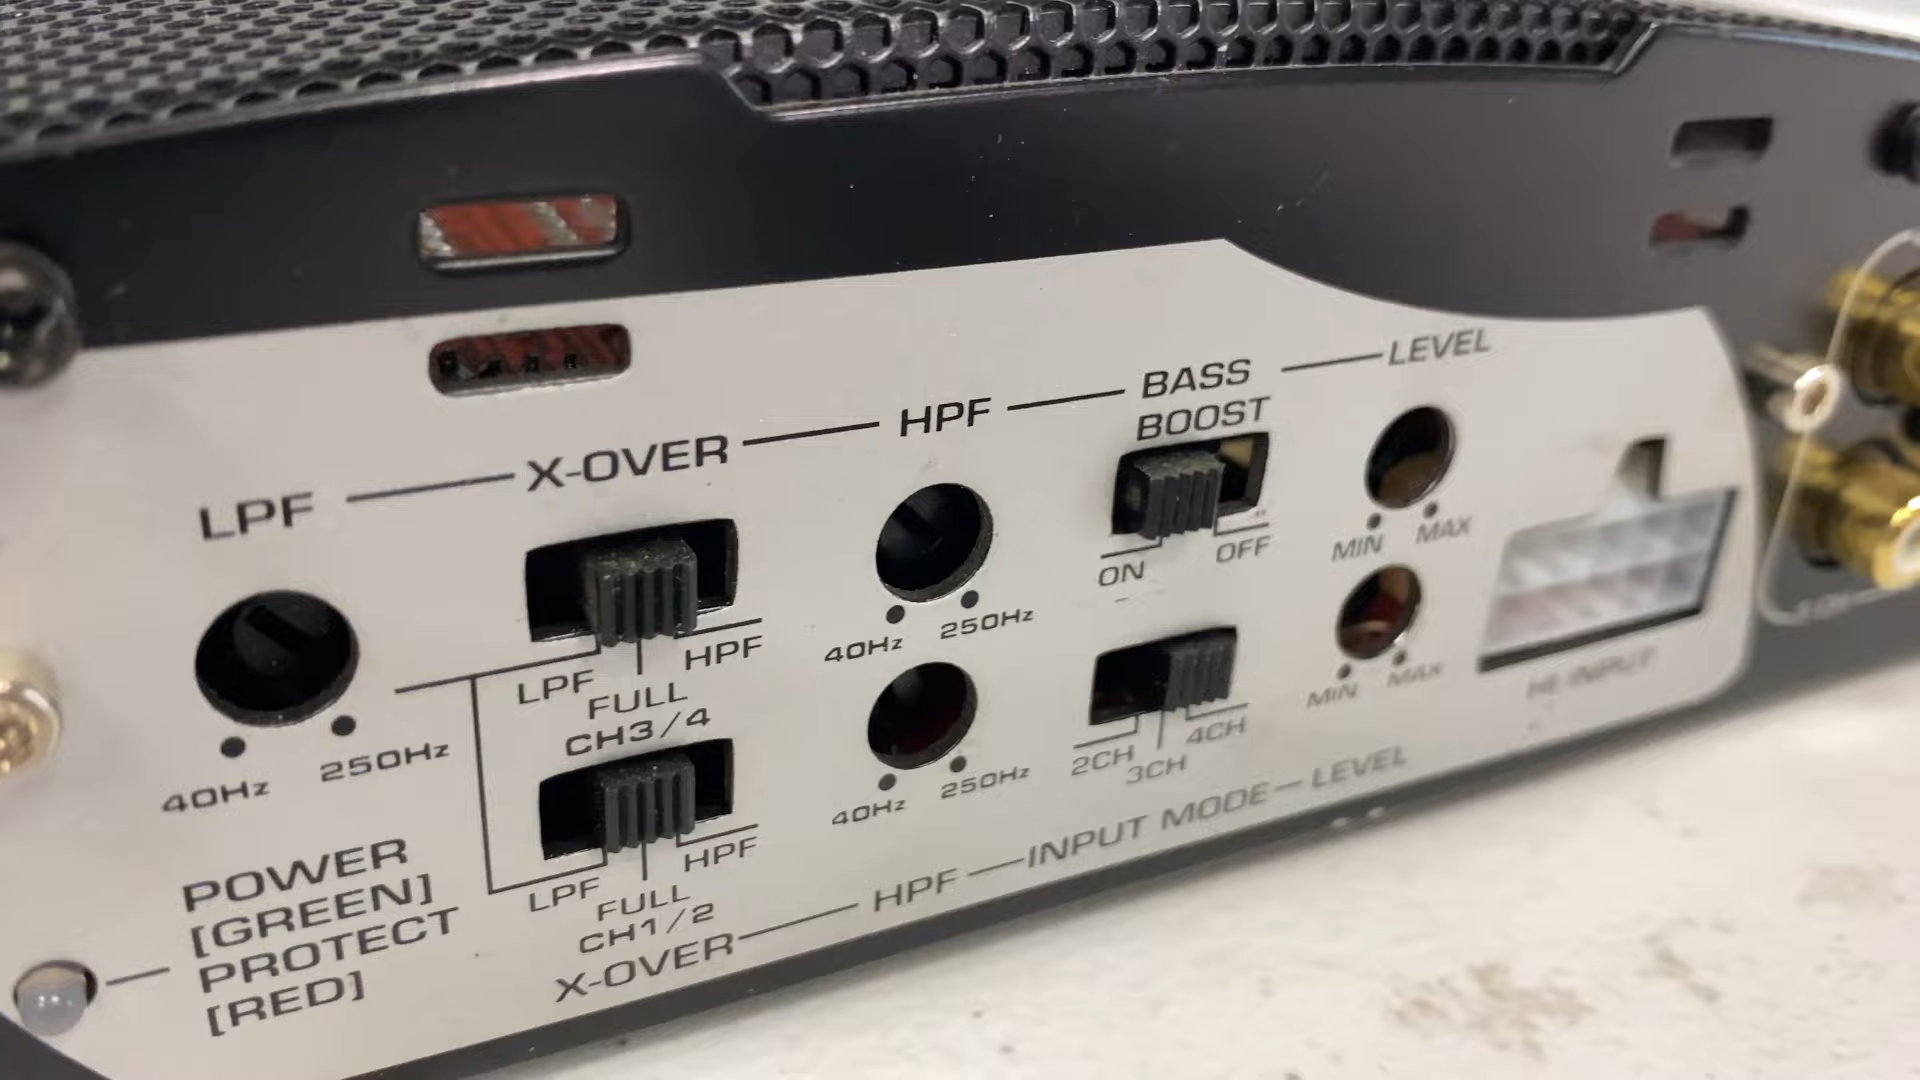 LPF — X-OVER — HPF — BASS BOOST — LEVEL
ON OFF
MIN MAX
40Hz 250Hz
LPF FULL HPF
CH3/4
40Hz 250Hz
MIN MAX
HI-INPUT
2CH 3CH 4CH
40Hz 250Hz
LPF FULL HPF
CH1/2
X-OVER — HPF — INPUT MODE — LEVEL
POWER
[GREEN]
PROTECT
[RED]